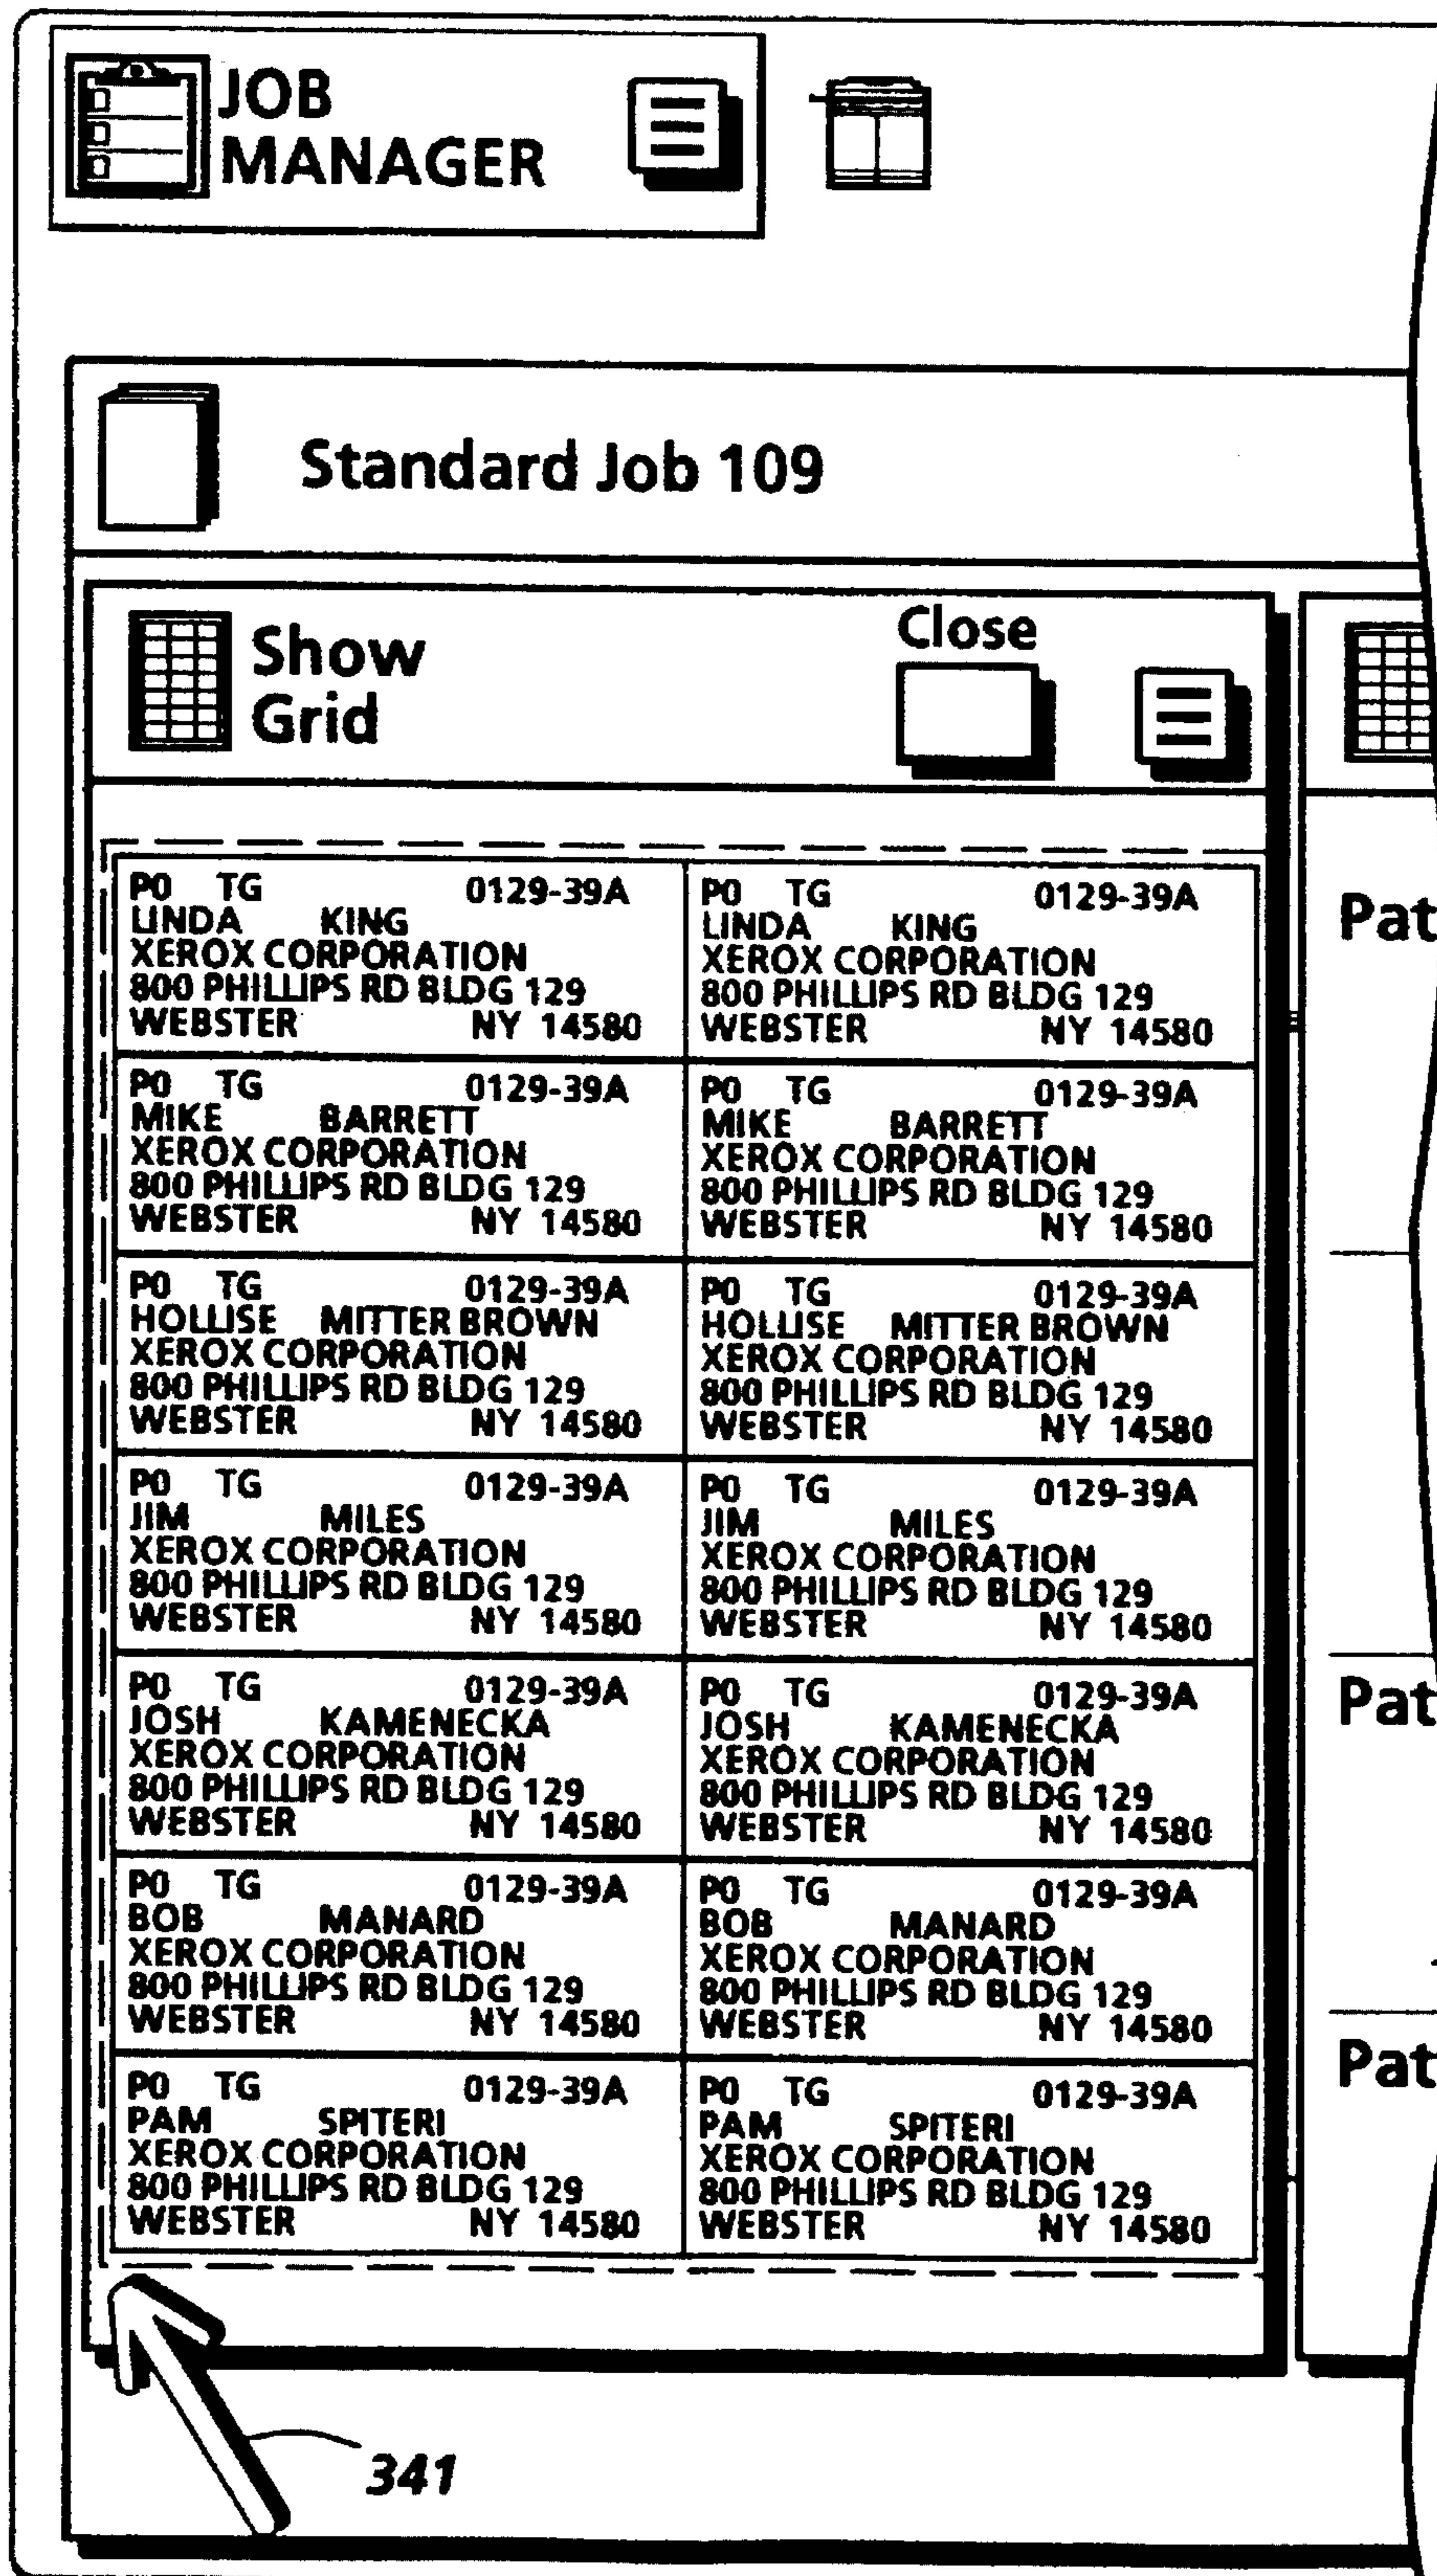 JOB
MANAGER
Standard Job 109
Show
Grid
Close
PO TG 0129-39A
LINDA KING
XEROX CORPORATION
800 PHILLIPS RD BLDG 129
WEBSTER NY 14580
PO TG 0129-39A
LINDA KING
XEROX CORPORATION
800 PHILLIPS RD BLDG 129
WEBSTER NY 14580
PO TG 0129-39A
MIKE BARRETT
XEROX CORPORATION
800 PHILLIPS RD BLDG 129
WEBSTER NY 14580
PO TG 0129-39A
MIKE BARRETT
XEROX CORPORATION
800 PHILLIPS RD BLDG 129
WEBSTER NY 14580
PO TG 0129-39A
HOLLISE MITTER BROWN
XEROX CORPORATION
800 PHILLIPS RD BLDG 129
WEBSTER NY 14580
PO TG 0129-39A
HOLLISE MITTER BROWN
XEROX CORPORATION
800 PHILLIPS RD BLDG 129
WEBSTER NY 14580
PO TG 0129-39A
JIM MILES
XEROX CORPORATION
800 PHILLIPS RD BLDG 129
WEBSTER NY 14580
PO TG 0129-39A
JIM MILES
XEROX CORPORATION
800 PHILLIPS RD BLDG 129
WEBSTER NY 14580
PO TG 0129-39A
JOSH KAMENECKA
XEROX CORPORATION
800 PHILLIPS RD BLDG 129
WEBSTER NY 14580
PO TG 0129-39A
JOSH KAMENECKA
XEROX CORPORATION
800 PHILLIPS RD BLDG 129
WEBSTER NY 14580
PO TG 0129-39A
BOB MANARD
XEROX CORPORATION
800 PHILLIPS RD BLDG 129
WEBSTER NY 14580
PO TG 0129-39A
BOB MANARD
XEROX CORPORATION
800 PHILLIPS RD BLDG 129
WEBSTER NY 14580
PO TG 0129-39A
PAM SPITERI
XEROX CORPORATION
800 PHILLIPS RD BLDG 129
WEBSTER NY 14580
PO TG 0129-39A
PAM SPITERI
XEROX CORPORATION
800 PHILLIPS RD BLDG 129
WEBSTER NY 14580
Pat
Pat
Pat
341